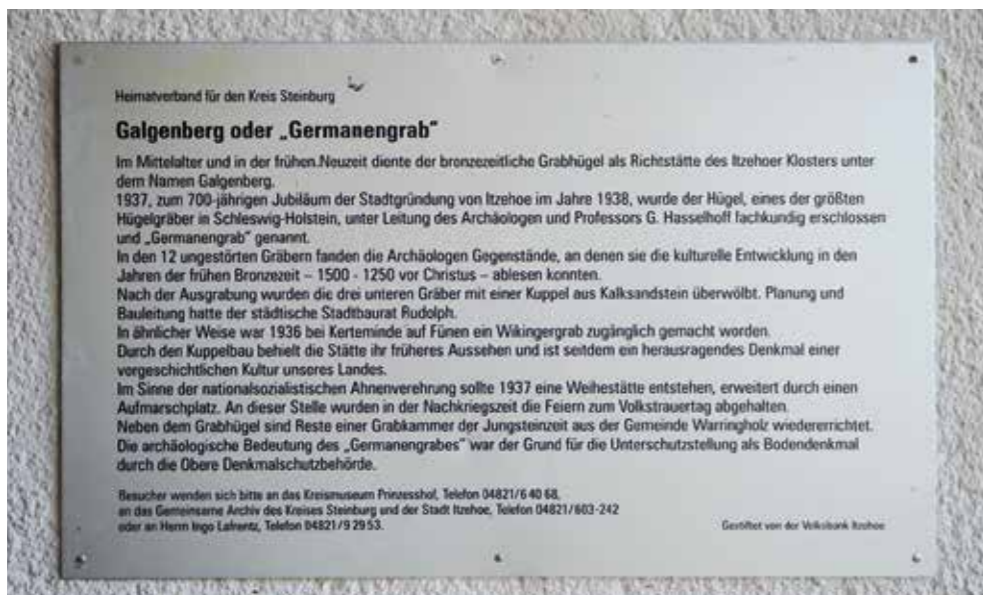 Heimatverband für den Kreis Steinburg
Galgenberg oder „Germanengrab“
Im Mittelalter und in der frühen Neuzeit diente der bronzezeitliche Grabhügel als Richtstätte des Itzehoer Klosters unter
dem Namen Galgenberg.
1937, zum 700-jährigen Jubiläum der Stadtgründung von Itzehoe im Jahre 1938, wurde der Hügel, eines der größten
Hügelgräber in Schleswig-Holstein, unter Leitung des Archäologen und Professors G. Hasselhoff fachkundig erschlossen
und „Germanengrab“ genannt.
In den 12 ungestörten Gräbern fanden die Archäologen Gegenstände, an denen sie die kulturelle Entwicklung in den
Jahren der frühen Bronzezeit – 1500 - 1250 vor Christus – ablesen konnten.
Nach der Ausgrabung wurden die drei unteren Gräber mit einer Kuppel aus Kalksandstein überwölbt. Planung und
Bauleitung hatte der städtische Stadtbaurat Rudolph.
In ähnlicher Weise war 1936 bei Kerteminde auf Fünen ein Wikingergrab zugänglich gemacht worden.
Durch den Kuppelbau behielt die Stätte ihr früheres Aussehen und ist seitdem ein herausragendes Denkmal einer
vorgeschichtlichen Kultur unseres Landes.
Im Sinne der nationalsozialistischen Ahnenverehrung sollte 1937 eine Weihestätte entstehen, erweitert durch einen
Aufmarschplatz. An dieser Stelle wurden in der Nachkriegszeit die Feiern zum Volkstrauertag abgehalten.
Neben dem Grabhügel sind Reste einer Grabkammer der Jungsteinzeit aus der Gemeinde Warringholz wiedererrichtet.
Die archäologische Bedeutung des „Germanengrabes“ war der Grund für die Unterschutzstellung als Bodendenkmal
durch die Obere Denkmalschutzbehörde.
Besucher wenden sich bitte an das Kreismuseum Prinzesshof, Telefon 04821/6 40 68,
an das Gemeinsame Archiv des Kreises Steinburg und der Stadt Itzehoe, Telefon 04821/603-242
oder an Herrn Ingo Lafrentz, Telefon 04821/9 29 53.
Gestiftet von der Volksbank Itzehoe